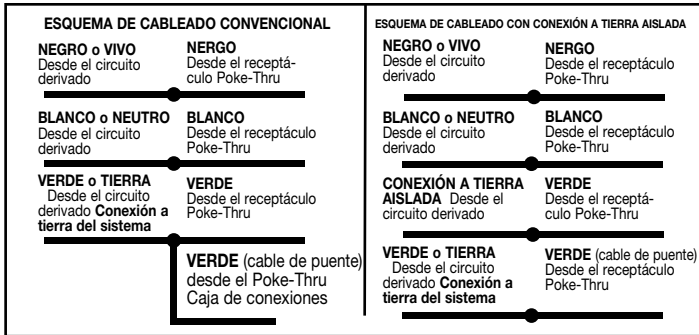 ESQUEMA DE CABLEADO CONVENCIONAL
NEGRO o VIVO
Desde el circuito
derivado
NERGO
Desde el receptá-
culo Poke-Thru
BLANCO o NEUTRO
Desde el circuito
derivado
BLANCO
Desde el receptáculo
Poke-Thru
VERDE o TIERRA
Desde el circuito
derivado Conexión a
tierra del sistema
VERDE
Desde el receptáculo
Poke-Thru
VERDE (cable de puente)
desde el Poke-Thru
Caja de conexiones
ESQUEMA DE CABLEADO CON CONEXIÓN A TIERRA AISLADA
NEGRO o VIVO
Desde el circuito
derivado
NERGO
Desde el receptáculo
Poke-Thru
BLANCO o NEUTRO
Desde el circuito
derivado
BLANCO
Desde el receptáculo
Poke-Thru
CONEXIÓN A TIERRA
AISLADA Desde el
circuito derivado
VERDE
Desde el receptá-
culo Poke-Thru
VERDE o TIERRA
Desde el circuito
derivado Conexión a
tierra del sistema
VERDE (cable de puente)
Desde el receptáculo
Poke-Thru